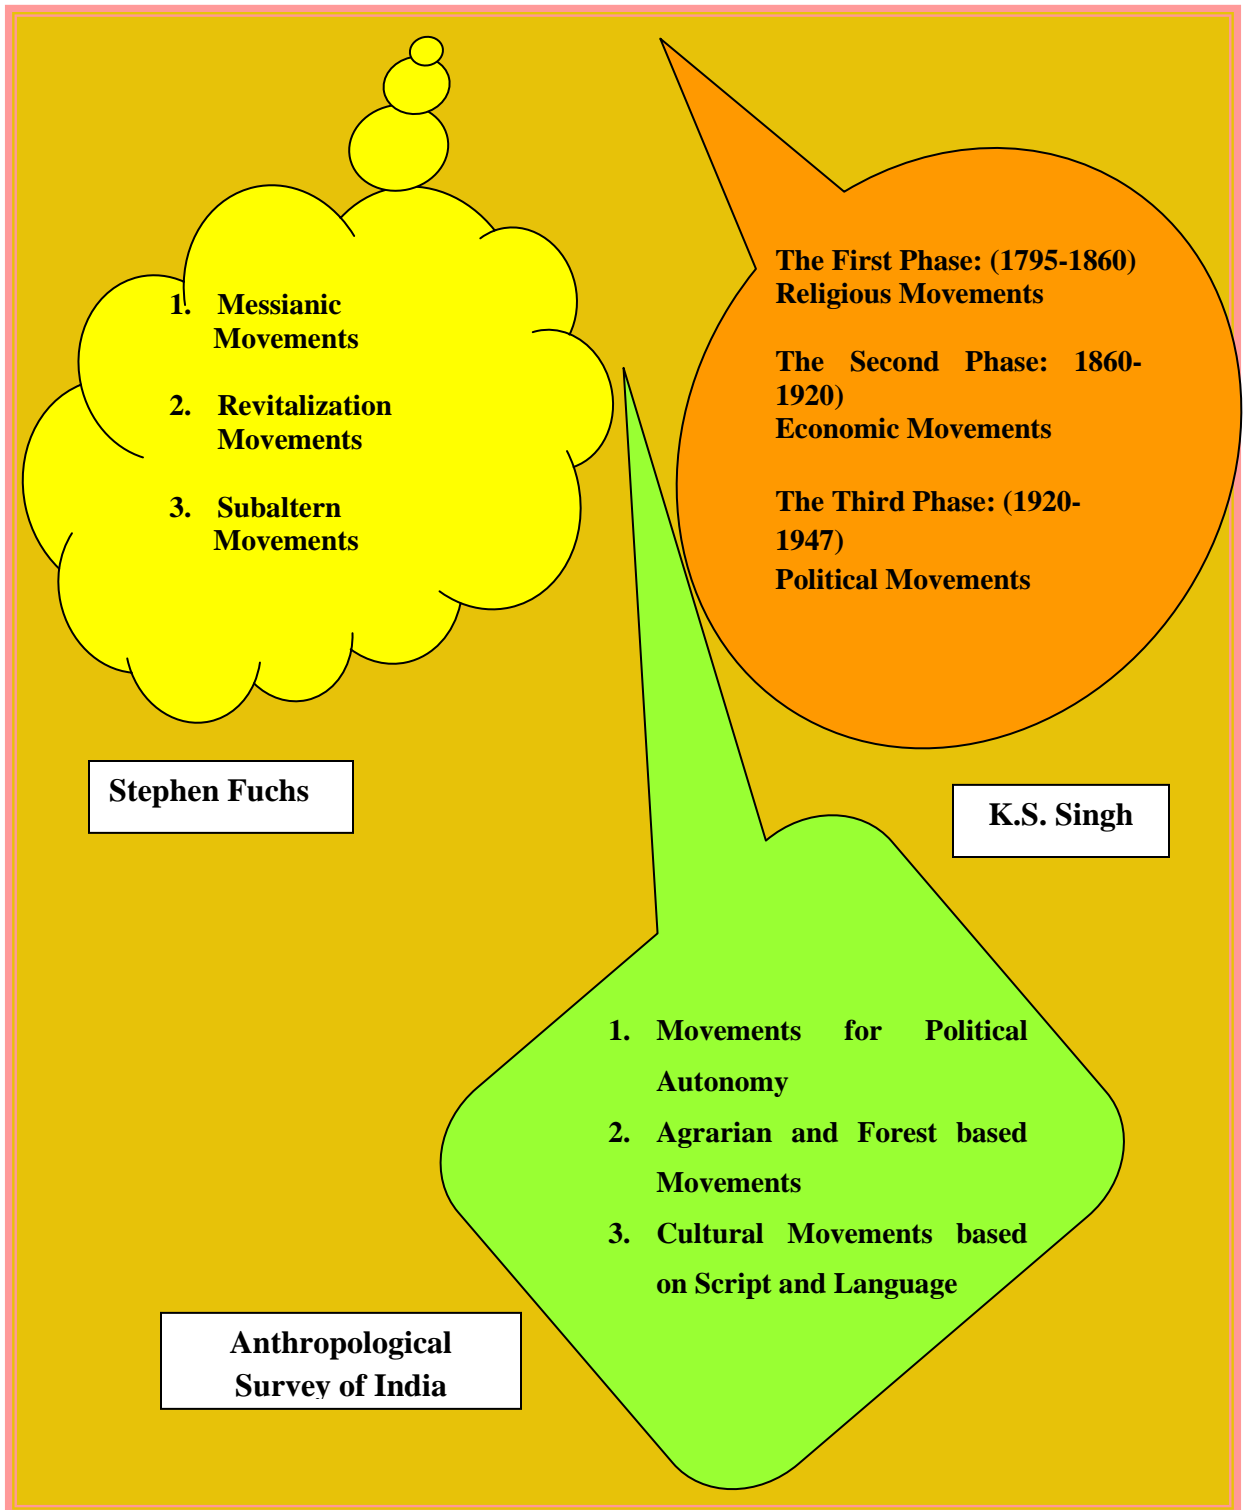 1. Messianic
Movements
2. Revitalization
Movements
3. Subaltern
Movements
Stephen Fuchs
The First Phase: (1795-1860)
Religious Movements
The Second Phase: 1860-
1920)
Economic Movements
The Third Phase: (1920-
1947)
Political Movements
K.S. Singh
1. Movements for Political
Autonomy
2. Agrarian and Forest based
Movements
3. Cultural Movements based
on Script and Language
Anthropological
Survey of India